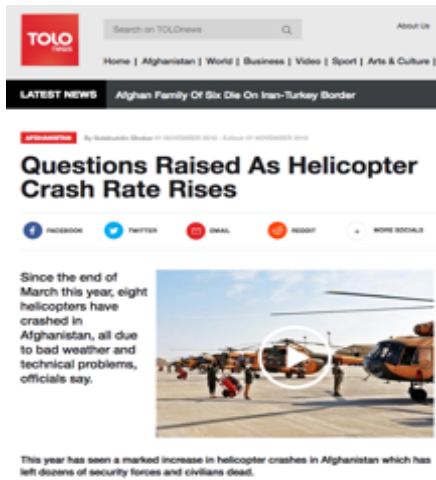 TOLO
news
Search on TOLOnews
About Us
Home | Afghanistan | World | Business | Video | Sport | Arts & Culture |
LATEST NEWS Afghan Family Of Six Die On Iran-Turkey Border
AFGHANISTAN
Questions Raised As Helicopter
Crash Rate Rises
FACEBOOK TWITTER EMAIL REDDIT + MORE SOCIALS
Since the end of
March this year, eight
helicopters have
crashed in
Afghanistan, all due
to bad weather and
technical problems,
officials say.
This year has seen a marked increase in helicopter crashes in Afghanistan which has
left dozens of security forces and civilians dead.